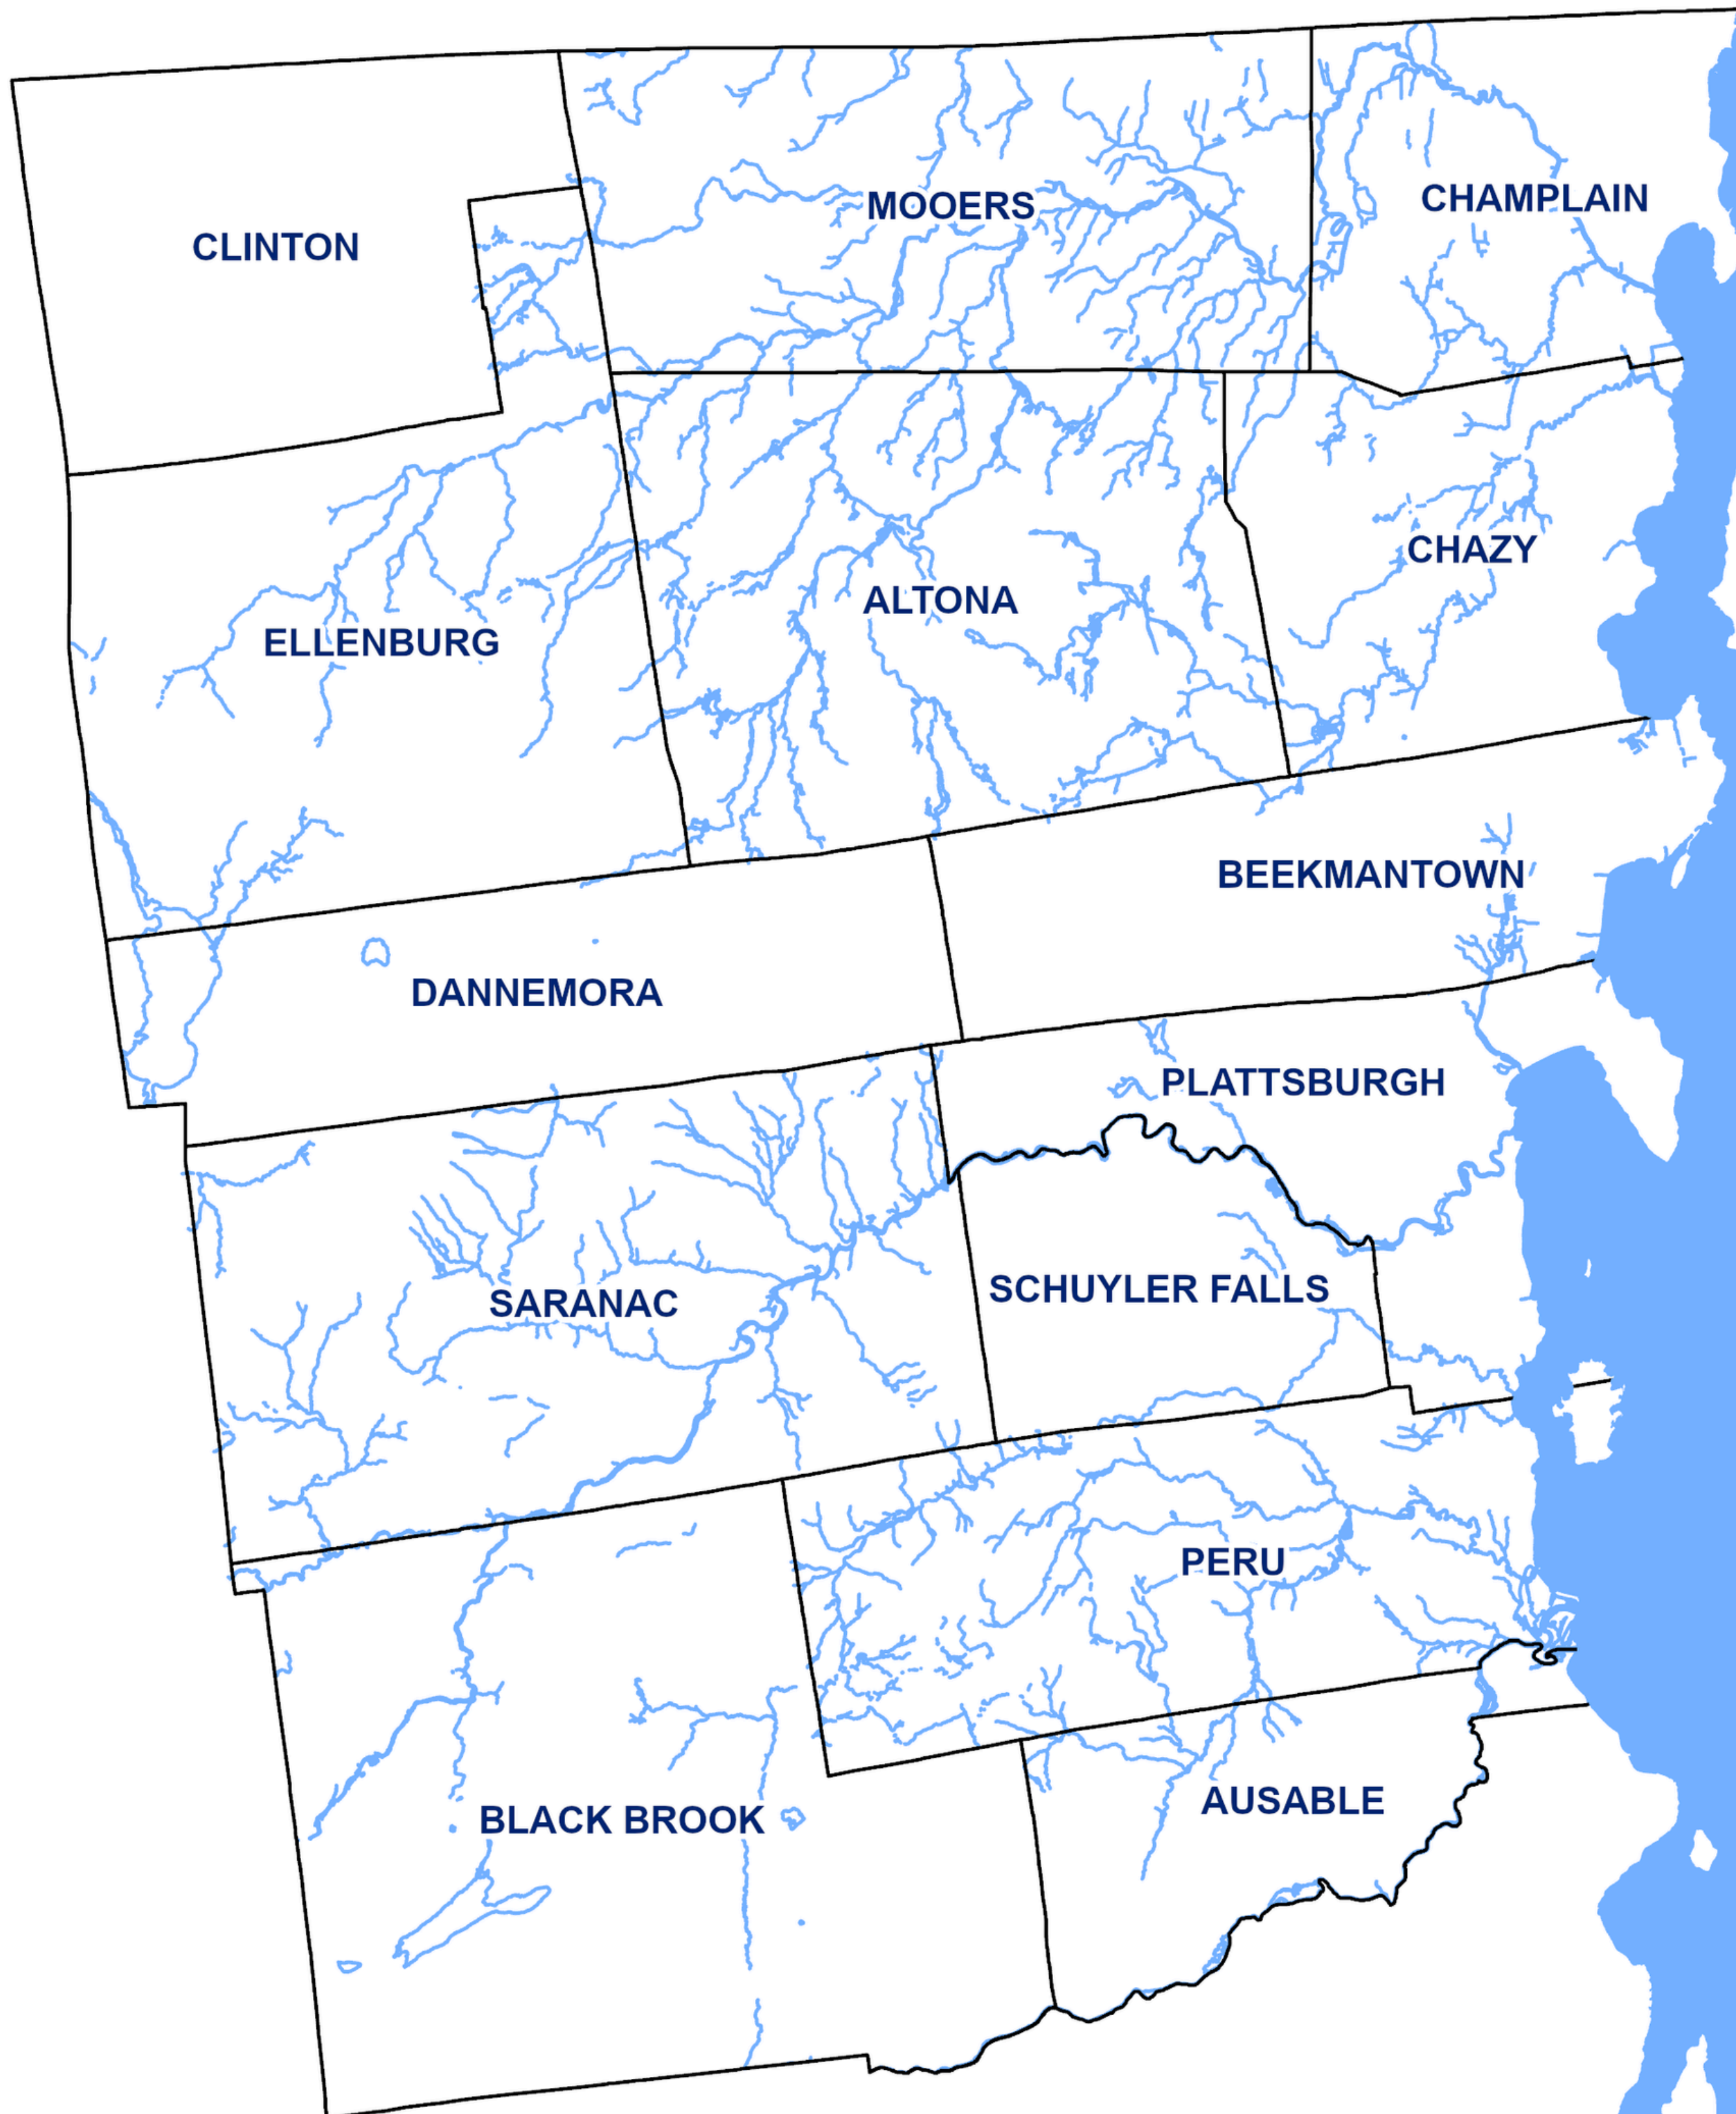 CHAMPLAIN
MOOERS
CLINTON
CHAZY
ALTONA
ELLENBURG
BEEKMANTOWN
DANNEMORA
PLATTSBURGH
SCHUYLER FALLS
SARANAC
PERU
AUSABLE
BLACK BROOK